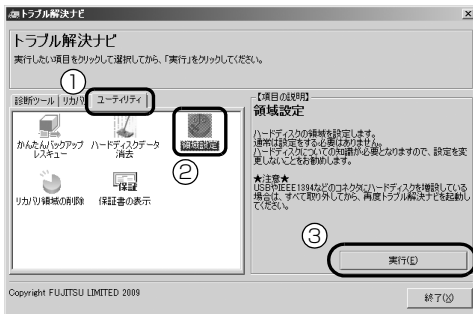 トラブル解決ナビ
トラブル解決ナビ
実行したい項目をクリックして選択してから、「実行」をクリックしてください。
①
診断ツール
リカバリ
ユーティリティ
かんたんバックアップ
レスキュー
ハードディスクデータ
消去
領域設定
②
リカバリ領域の削除
保証
保証書の表示
【項目の説明】
領域設定
ハードディスクの領域を設定します。
通常は設定をする必要はありません。
ハードディスクについての知識が必要となりますので、設定を変
更しないことをお勧めします。
★注意★
USBやIEEE1394などのコネクタにハードディスクを増設している
場合は、すべて取り外してから、再度トラブル解決ナビを起動し
てください。
③
実行(E)
Copyright FUJITSU LIMITED 2009
終了(X)